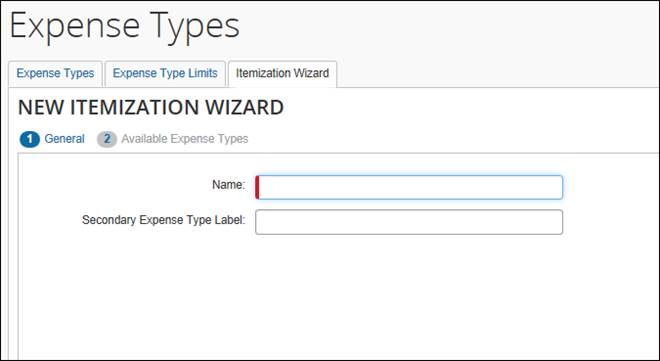 Expense Types
Expense Types Expense Type Limits Itemization Wizard
NEW ITEMIZATION WIZARD
1 General 2 Available Expense Types
Name:
Secondary Expense Type Label: